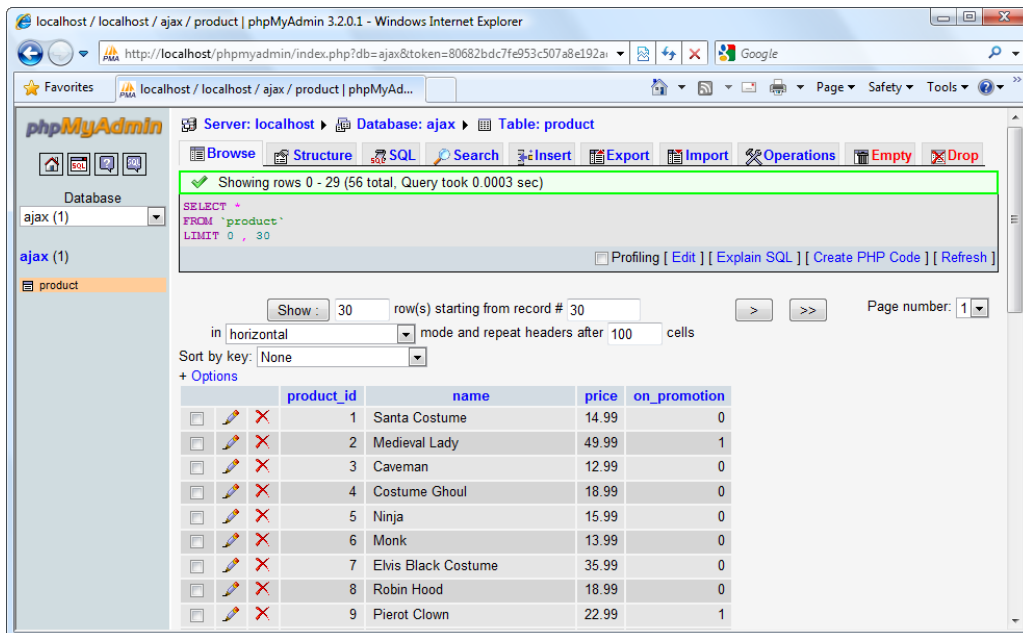 localhost / localhost / ajax / product | phpMyAdmin 3.2.0.1 - Windows Internet Explorer
http://localhost/phpmyadmin/index.php?db=ajax&token=80682bdc7fe953c507a8e192a
Google
Favorites
localhost / localhost / ajax / product | phpMyAd...
Page Safety Tools
phpMyAdmin
Server: localhost Database: ajax Table: product
Browse Structure SQL Search Insert Export Import Operations Empty Drop
Showing rows 0 - 29 (56 total, Query took 0.0003 sec)
SELECT *
FROM `product`
LIMIT 0 , 30
Profiling [ Edit ] [ Explain SQL ] [ Create PHP Code ] [ Refresh ]
Database
ajax (1)
ajax (1)
product
Show : 30 row(s) starting from record # 30 > >> Page number: 1
in horizontal mode and repeat headers after 100 cells
Sort by key: None
+ Options
product_id name price on_promotion
1 Santa Costume 14.99 0
2 Medieval Lady 49.99 1
3 Caveman 12.99 0
4 Costume Ghoul 18.99 0
5 Ninja 15.99 0
6 Monk 13.99 0
7 Elvis Black Costume 35.99 0
8 Robin Hood 18.99 0
9 Pierot Clown 22.99 1